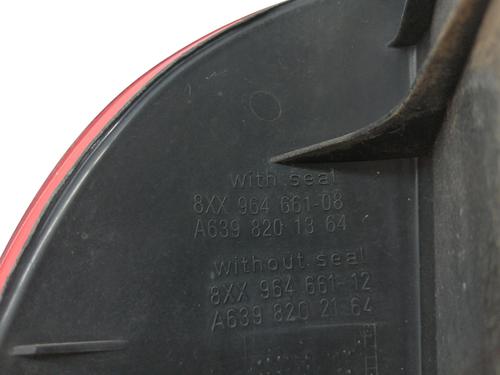 with seal
8XX 964 661-08
A639 820 13 64
without seal
8XX 964 661-12
A639 820 21 64